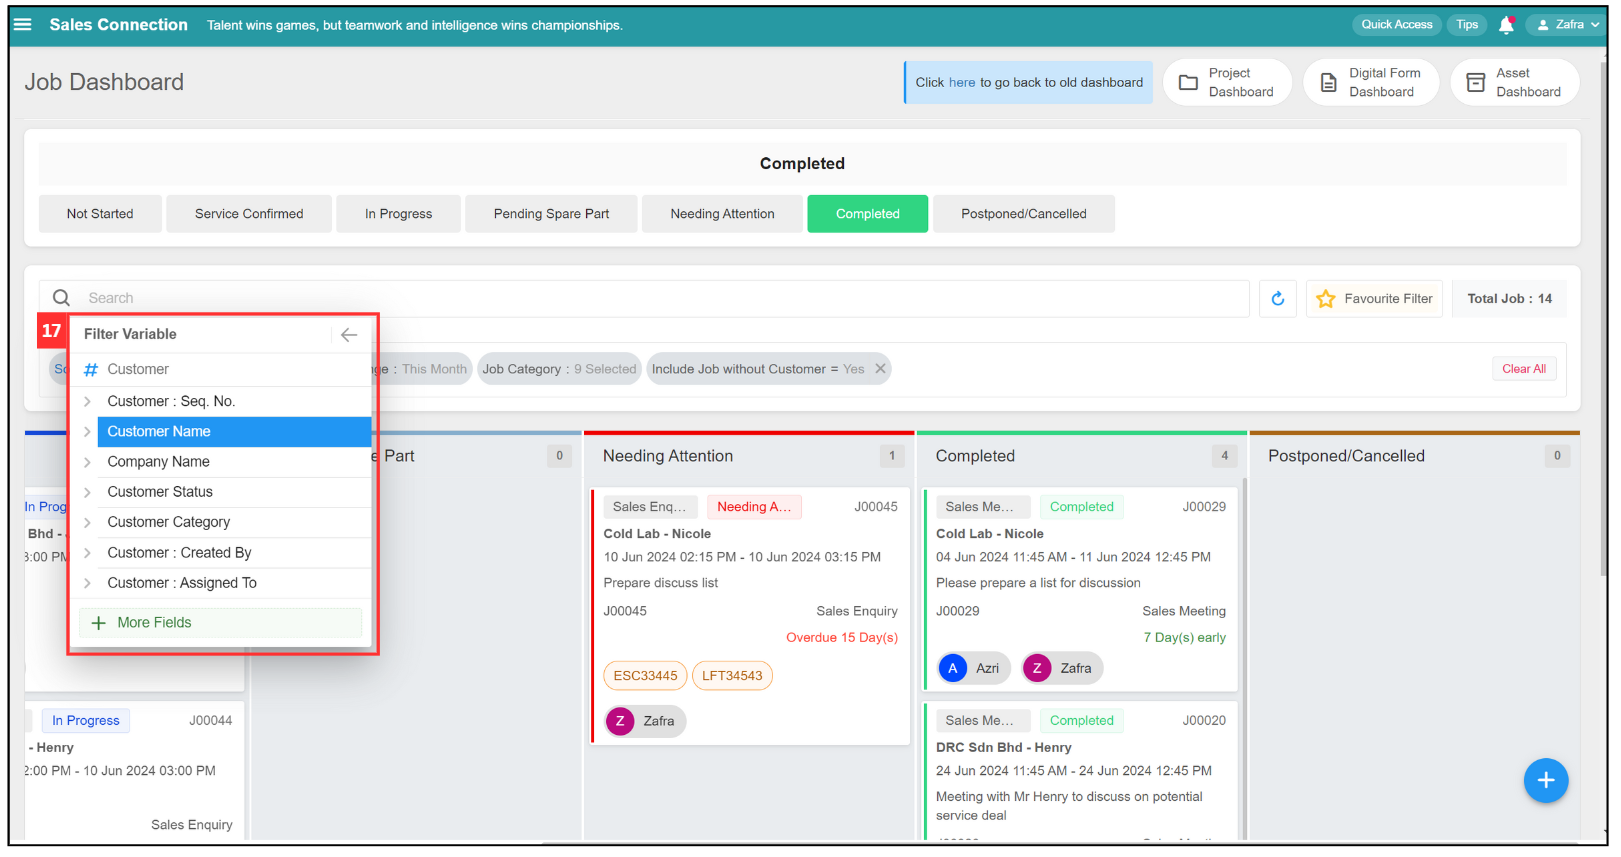 Sales Connection
Talent wins games, but teamwork and intelligence wins championships.
Quick Access
Tips
Zafra
Job Dashboard
Click here to go back to old dashboard
Project
Dashboard
Digital Form
Dashboard
Asset
Dashboard
Completed
Not Started
Service Confirmed
In Progress
Pending Spare Part
Needing Attention
Completed
Postponed/Cancelled
Search
Favourite Filter
Total Job : 14
17
Filter Variable
# Customer
Customer : Seq. No.
Customer Name
Company Name
Customer Status
Customer Category
Customer : Created By
Customer : Assigned To
+ More Fields
: This Month
Job Category : 9 Selected
Include Job without Customer = Yes
Clear All
Part
0
Needing Attention
1
Completed
4
Postponed/Cancelled
0
In Prog
Bhd -
3:00 PM
In Progress
J00044
- Henry
2:00 PM - 10 Jun 2024 03:00 PM
Sales Enquiry
Sales Enq...
Needing A...
J00045
Cold Lab - Nicole
10 Jun 2024 02:15 PM - 10 Jun 2024 03:15 PM
Prepare discuss list
J00045
Sales Enquiry
Overdue 15 Day(s)
ESC33445
LFT34543
Z
Zafra
Sales Me...
Completed
J00029
Cold Lab - Nicole
04 Jun 2024 11:45 AM - 11 Jun 2024 12:45 PM
Please prepare a list for discussion
J00029
Sales Meeting
7 Day(s) early
A
Azri
Z
Zafra
Sales Me...
Completed
J00020
DRC Sdn Bhd - Henry
24 Jun 2024 11:45 AM - 24 Jun 2024 12:45 PM
Meeting with Mr Henry to discuss on potential
service deal